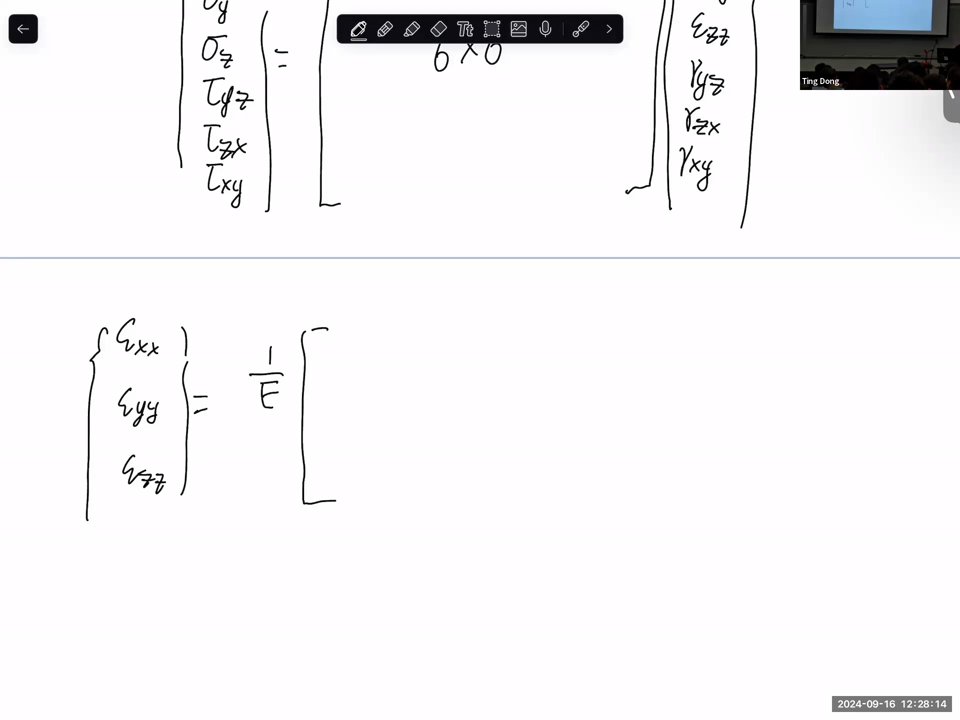 σy
σz = 6×6 εzz
τyz γyz
τzx γzx
τxy γxy
Ting Dong
εxx
εyy = 1/E
εzz
2024-09-16 12:28:14